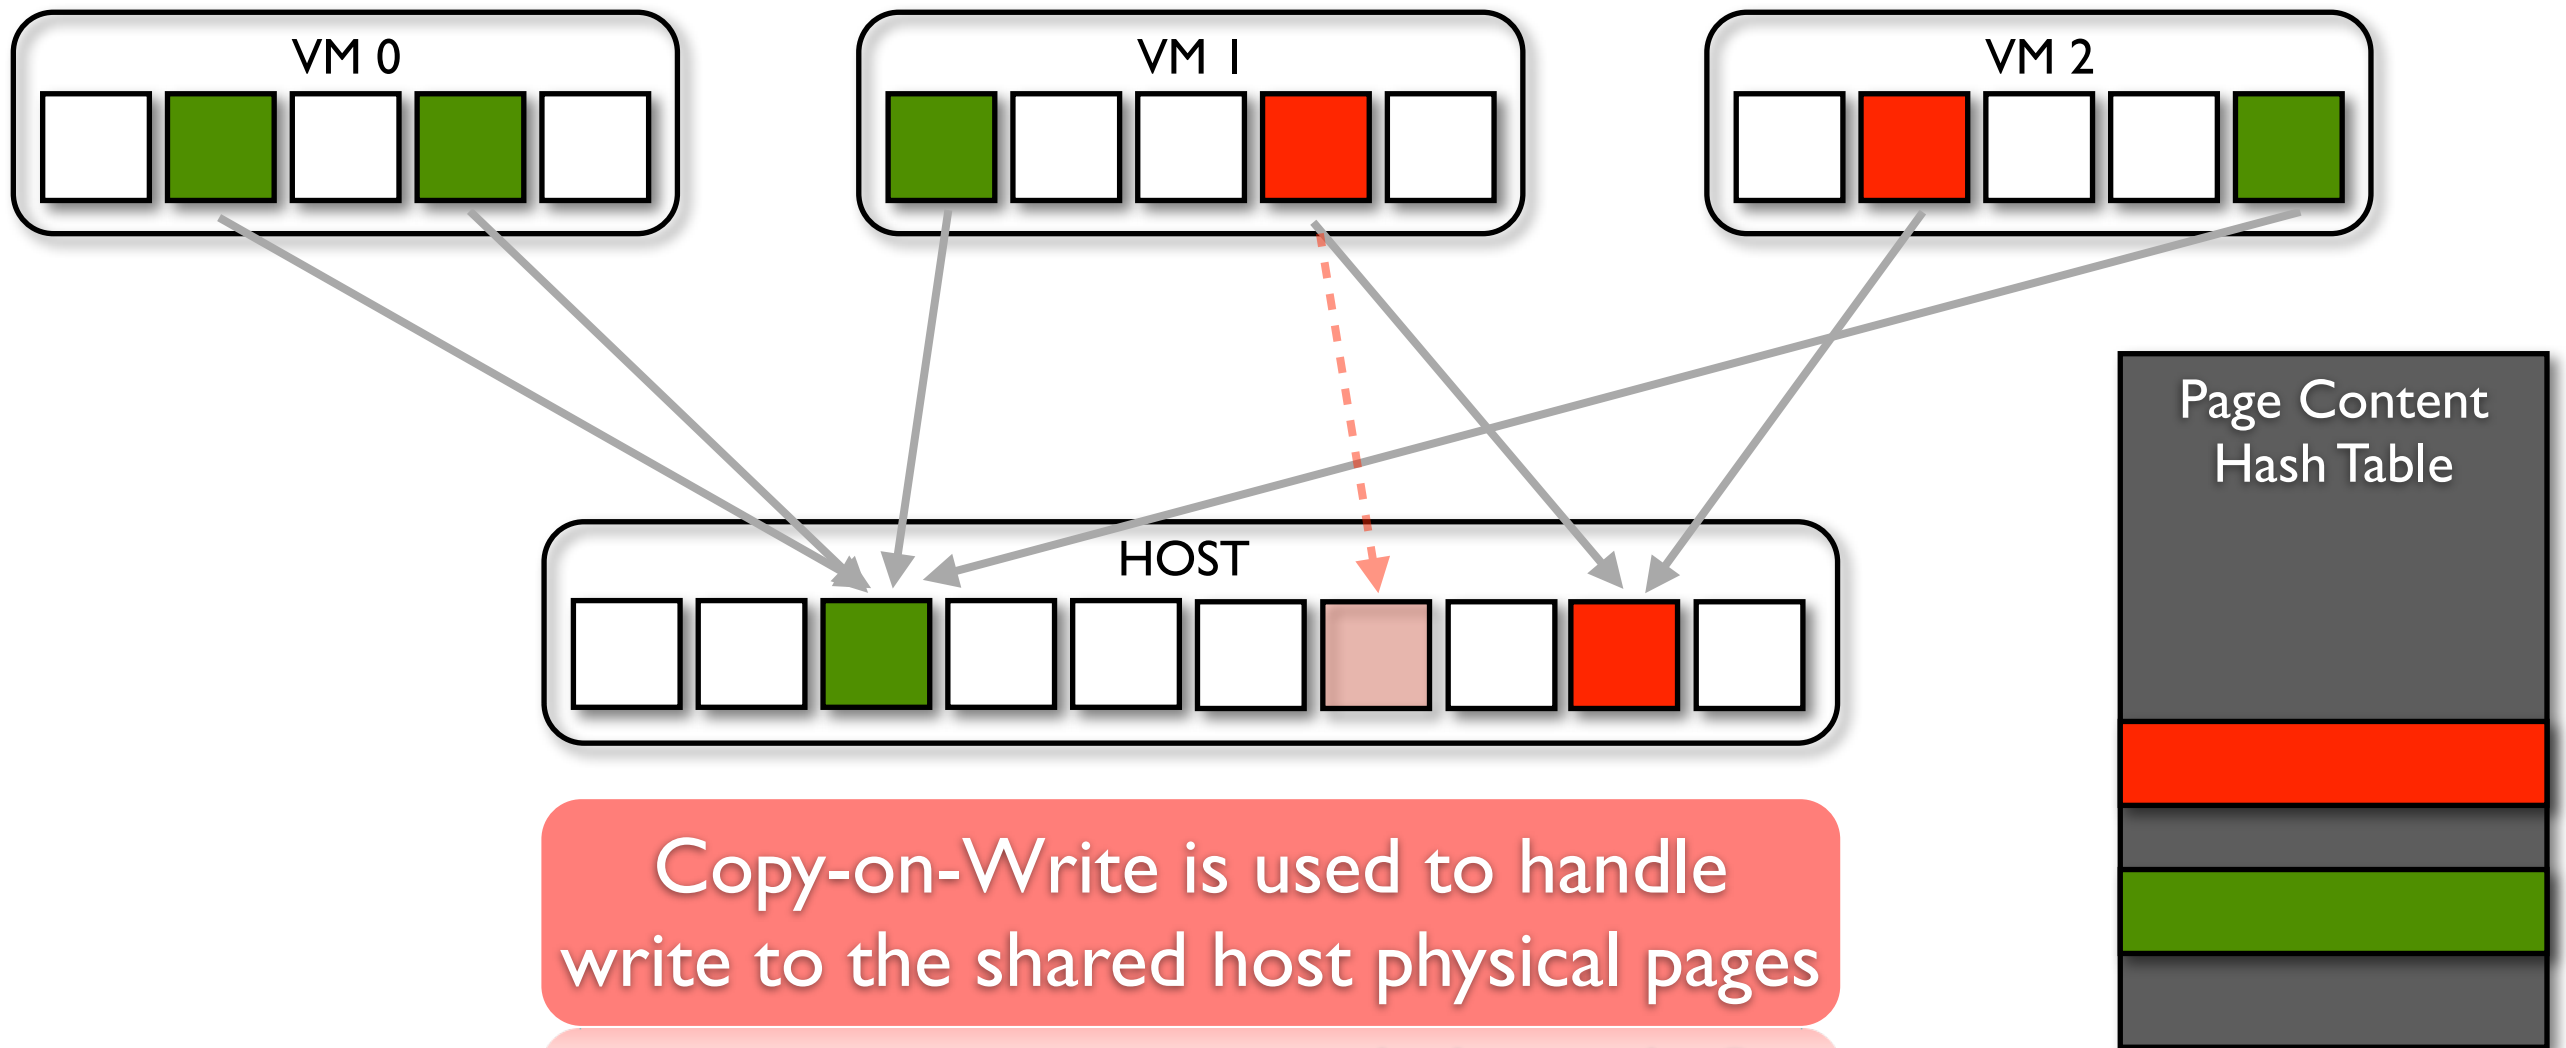 VM 0
VM 1
VM 2
Page Content
Hash Table
HOST
Copy-on-Write is used to handle
write to the shared host physical pages